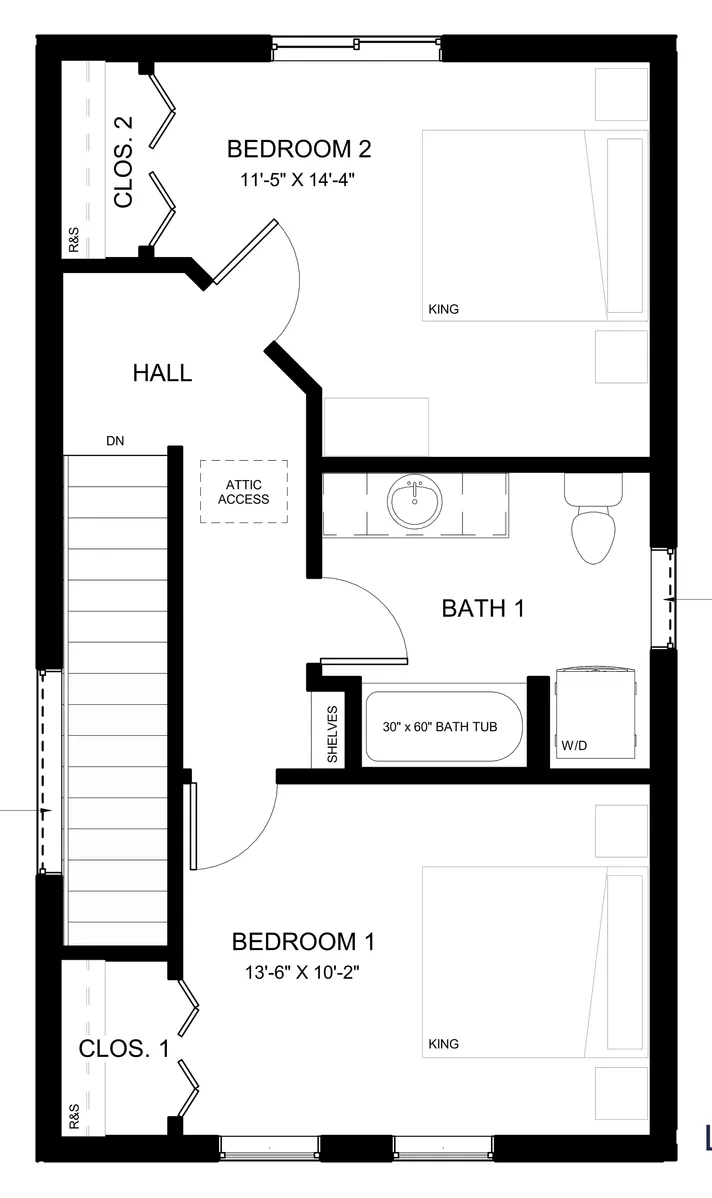 CLOS. 2
R&S
BEDROOM 2
11'-5" X 14'-4"
KING
HALL
DN
ATTIC
ACCESS
BATH 1
SHELVES
30" x 60" BATH TUB
W/D
BEDROOM 1
13'-6" X 10'-2"
KING
CLOS. 1
R&S
L